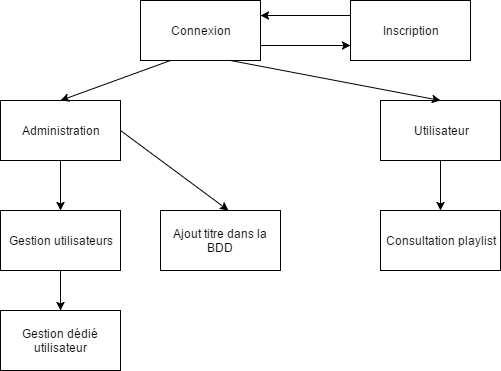 Connexion
Inscription
Administration
Utilisateur
Gestion utilisateurs
Ajout titre dans la
BDD
Consultation playlist
Gestion dédié
utilisateur